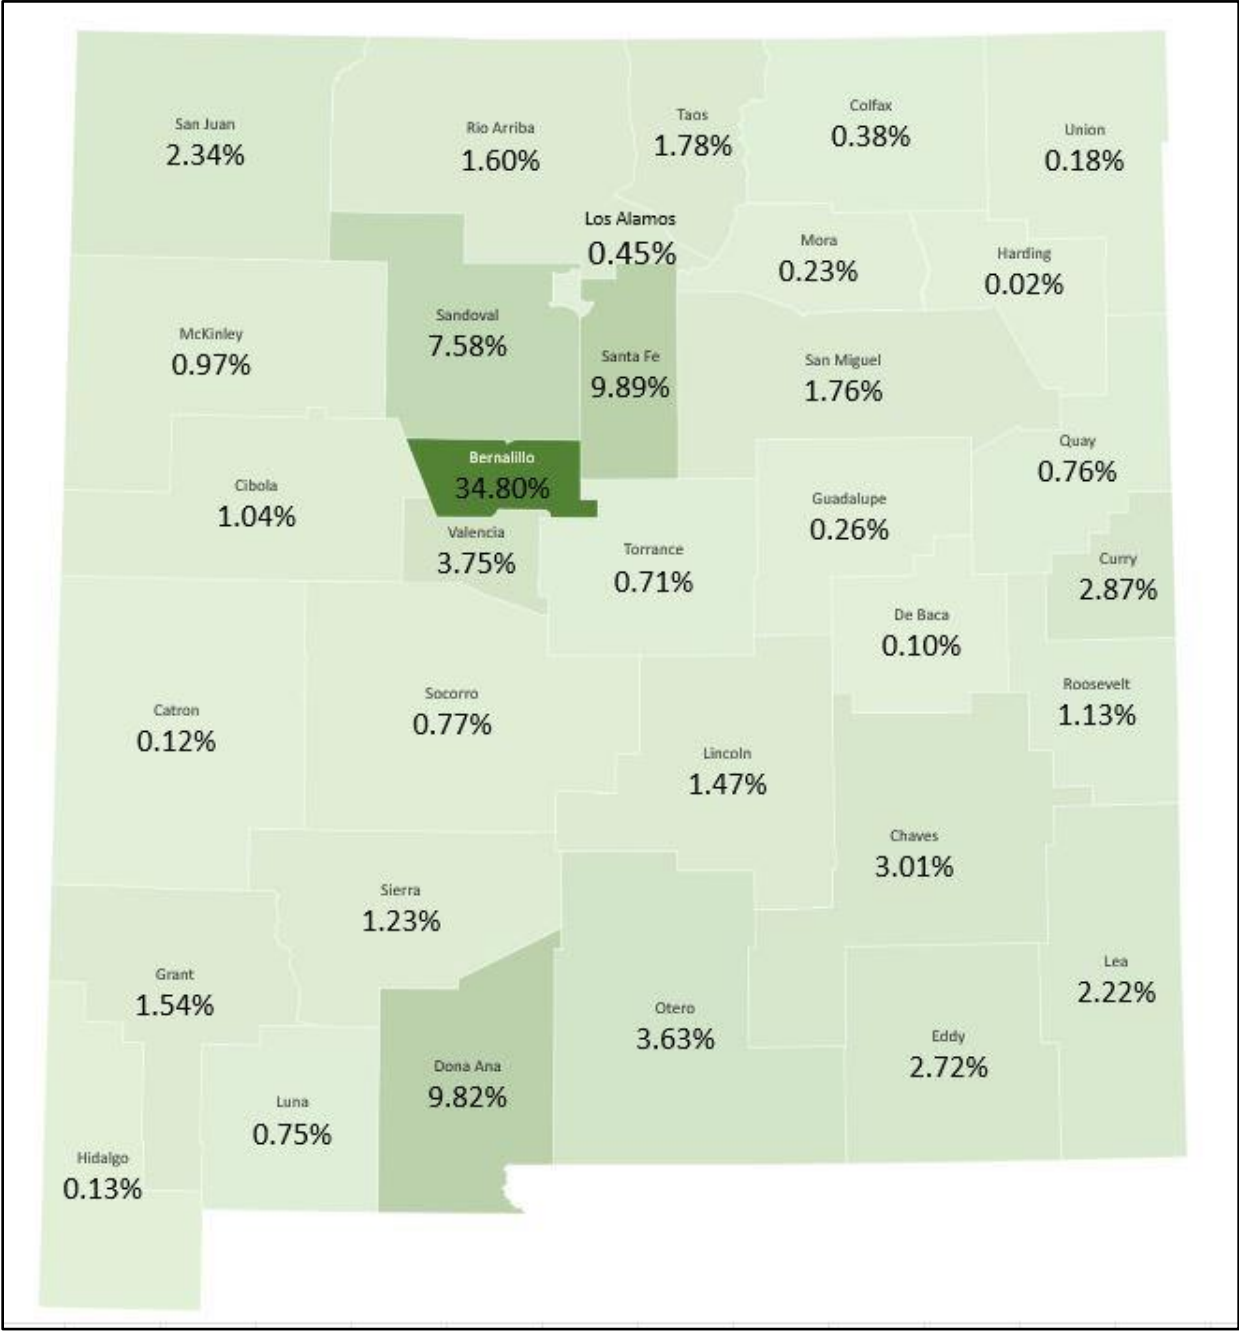 San Juan
2.34%
Rio Arriba
1.60%
Taos
1.78%
Colfax
0.38%
Union
0.18%
Los Alamos
0.45%
Mora
0.23%
Harding
0.02%
McKinley
0.97%
Sandoval
7.58%
Santa Fe
9.89%
San Miguel
1.76%
Quay
0.76%
Bernalillo
34.80%
Cibola
1.04%
Guadalupe
0.26%
Valencia
3.75%
Torrance
0.71%
Curry
2.87%
De Baca
0.10%
Roosevelt
1.13%
Catron
0.12%
Socorro
0.77%
Lincoln
1.47%
Chaves
3.01%
Sierra
1.23%
Grant
1.54%
Lea
2.22%
Otero
3.63%
Eddy
2.72%
Dona Ana
9.82%
Luna
0.75%
Hidalgo
0.13%